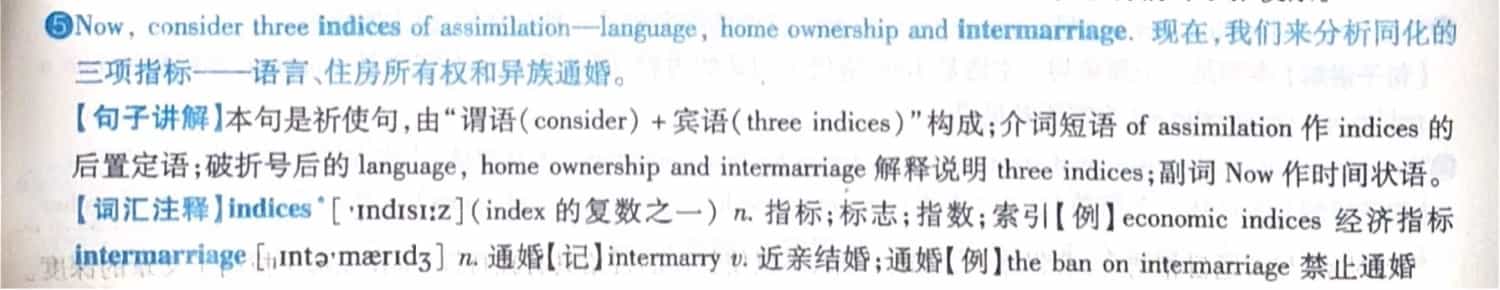 ⑤Now, consider three indices of assimilation—language, home ownership and intermarriage. 现在,我们来分析同化的
三项指标——语言、住房所有权和异族通婚。
【句子讲解】本句是祈使句,由“谓语(consider) + 宾语(three indices)”构成;介词短语 of assimilation 作 indices 的
后置定语;破折号后的 language, home ownership and intermarriage 解释说明 three indices;副词 Now 作时间状语。
【词汇注释】indices* [ˈɪndɪsɪːz](index 的复数之一) n. 指标;标志;指数;索引【例】economic indices 经济指标
intermarriage [ˌɪntəˈmærɪdʒ] n. 通婚【记】intermarry v. 近亲结婚;通婚【例】the ban on intermarriage 禁止通婚